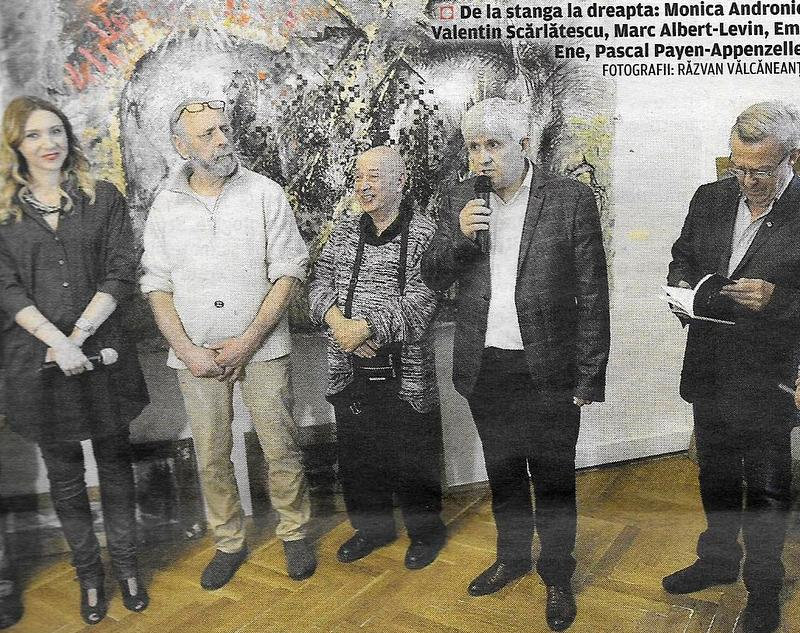 De la stanga la dreapta: Monica Andronic
Valentin Scărlătescu, Marc Albert-Levin, Em
Ene, Pascal Payen-Appenzelle
FOTOGRAFII: RĂZVAN VÂLCĂNEANȚ